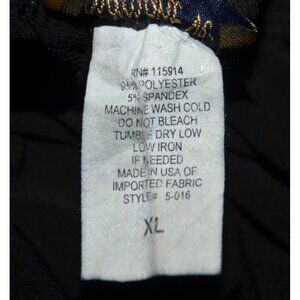 RN# 115914
95% POLYESTER
5% SPANDEX
MACHINE WASH COLD
DO NOT BLEACH
TUMBLE DRY LOW
LOW IRON
IF NEEDED
MADE IN USA OF
IMPORTED FABRIC
STYLE# 5-016
XL